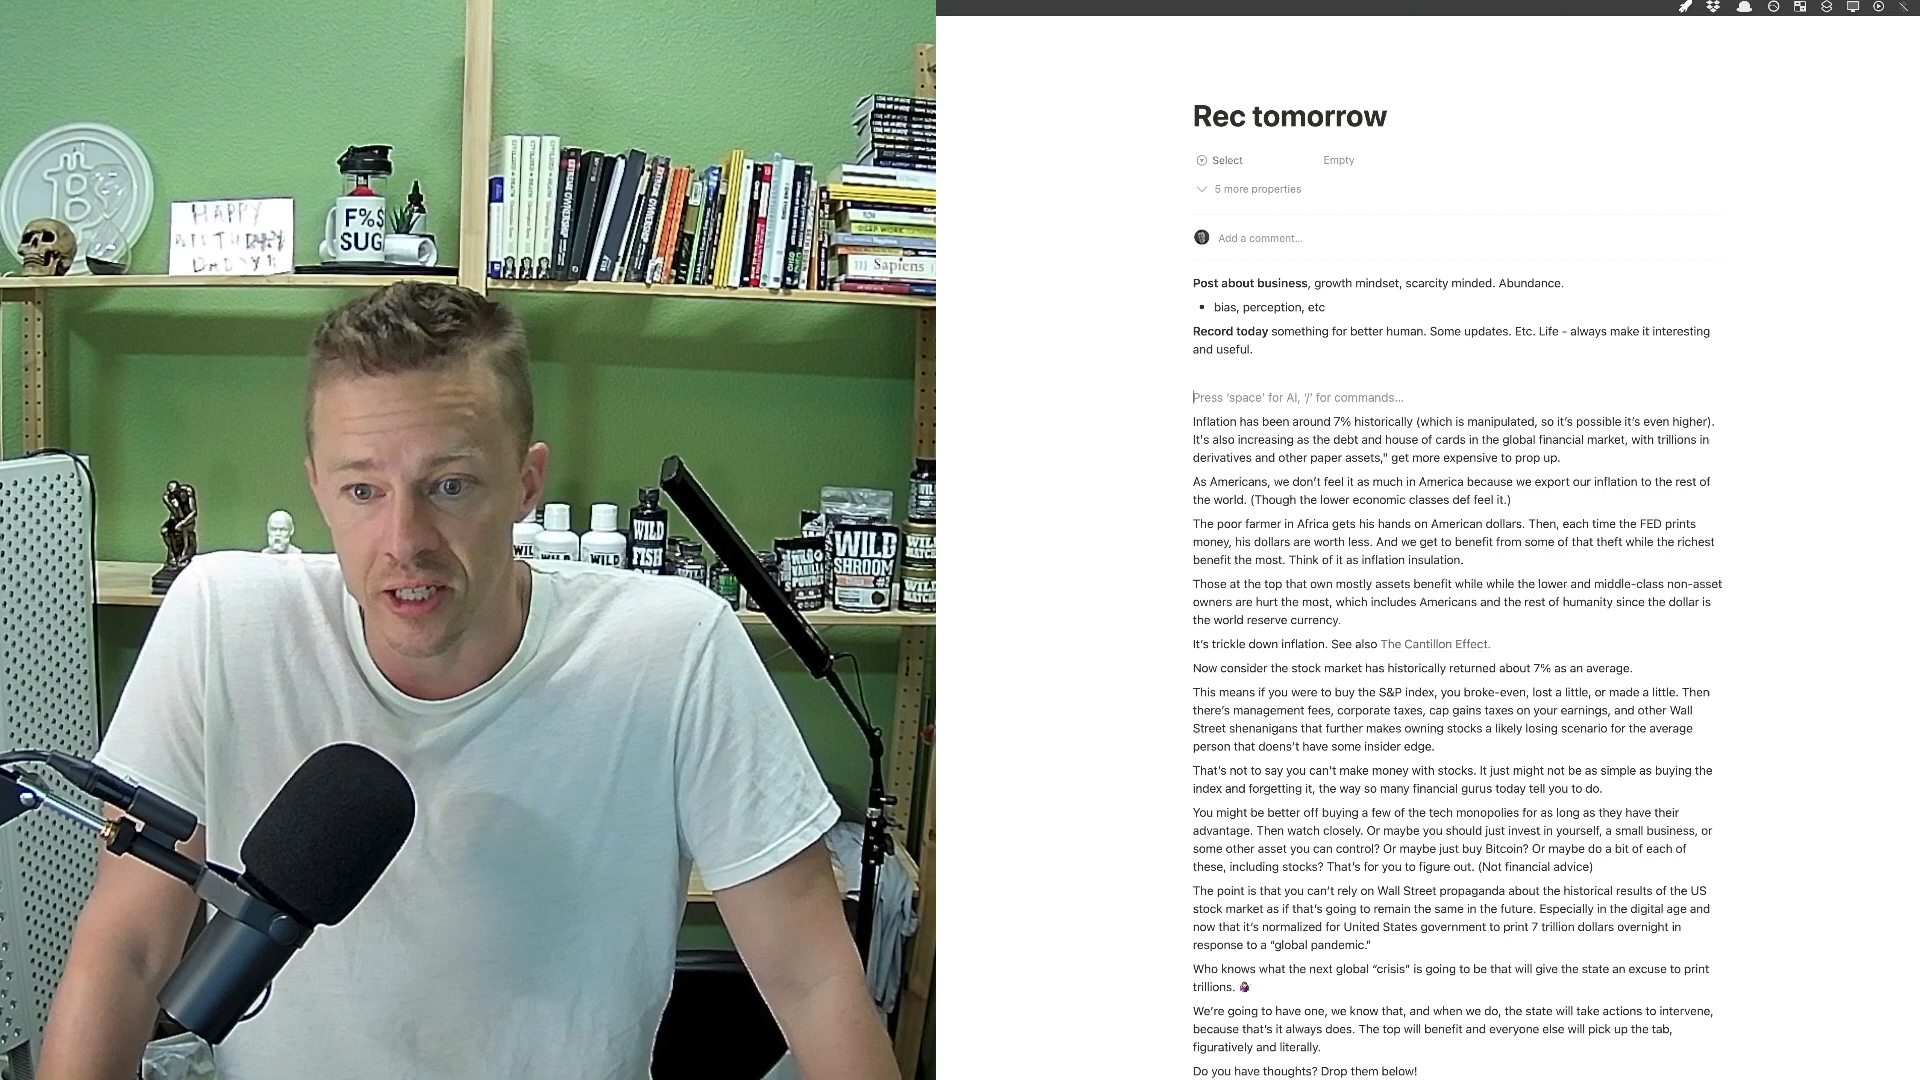 HAPPY
BIRTHDAY
DADDY!
F%$
SUG
DEEP WORK
Sapiens
WILD
FISH
WILD
SHROOM
Rec tomorrow
Select Empty
5 more properties
Add a comment...
Post about business, growth mindset, scarcity minded. Abundance.
• bias, perception, etc
Record today something for better human. Some updates. Etc. Life - always make it interesting
and useful.
Press ‘space’ for AI, ‘/’ for commands...
Inflation has been around 7% historically (which is manipulated, so it’s possible it’s even higher).
It's also increasing as the debt and house of cards in the global financial market, with trillions in
derivatives and other paper assets," get more expensive to prop up.
As Americans, we don’t feel it as much in America because we export our inflation to the rest of
the world. (Though the lower economic classes def feel it.)
The poor farmer in Africa gets his hands on American dollars. Then, each time the FED prints
money, his dollars are worth less. And we get to benefit from some of that theft while the richest
benefit the most. Think of it as inflation insulation.
Those at the top that own mostly assets benefit while while the lower and middle-class non-asset
owners are hurt the most, which includes Americans and the rest of humanity since the dollar is
the world reserve currency.
It’s trickle down inflation. See also The Cantillon Effect.
Now consider the stock market has historically returned about 7% as an average.
This means if you were to buy the S&P index, you broke-even, lost a little, or made a little. Then
there’s management fees, corporate taxes, cap gains taxes on your earnings, and other Wall
Street shenanigans that further makes owning stocks a likely losing scenario for the average
person that doens’t have some insider edge.
That’s not to say you can’t make money with stocks. It just might not be as simple as buying the
index and forgetting it, the way so many financial gurus today tell you to do.
You might be better off buying a few of the tech monopolies for as long as they have their
advantage. Then watch closely. Or maybe you should just invest in yourself, a small business, or
some other asset you can control? Or maybe just buy Bitcoin? Or maybe do a bit of each of
these, including stocks? That’s for you to figure out. (Not financial advice)
The point is that you can’t rely on Wall Street propaganda about the historical results of the US
stock market as if that’s going to remain the same in the future. Especially in the digital age and
now that it’s normalized for United States government to print 7 trillion dollars overnight in
response to a “global pandemic.”
Who knows what the next global “crisis” is going to be that will give the state an excuse to print
trillions. 🤷🏽‍♀️
We’re going to have one, we know that, and when we do, the state will take actions to intervene,
because that’s it always does. The top will benefit and everyone else will pick up the tab,
figuratively and literally.
Do you have thoughts? Drop them below!